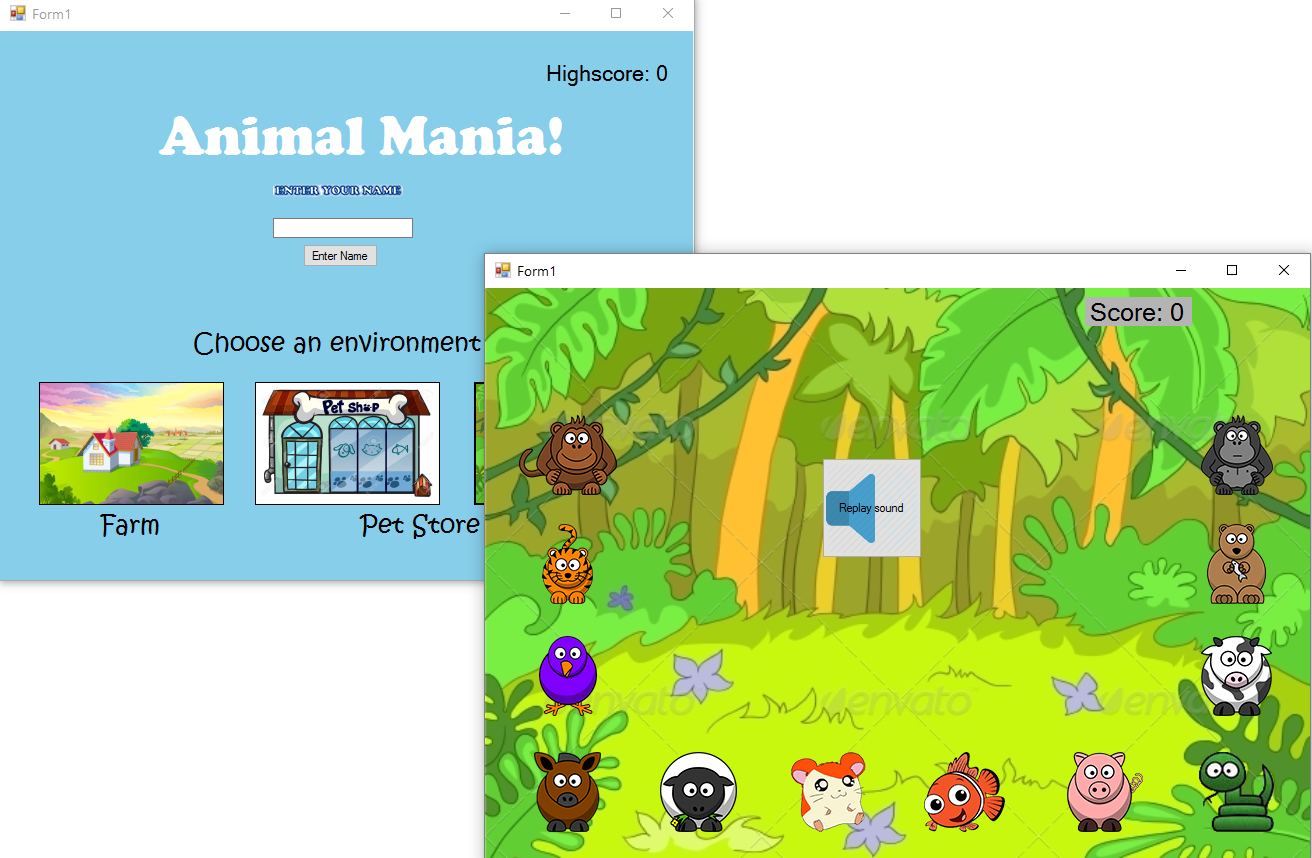 Form1
Highscore: 0
Animal Mania!
ENTER YOUR NAME
Enter Name
Choose an environment
Pet Shop
Farm
Pet Store
Form1
Score: 0
Replay sound
envato
envato
envato
envato
envato